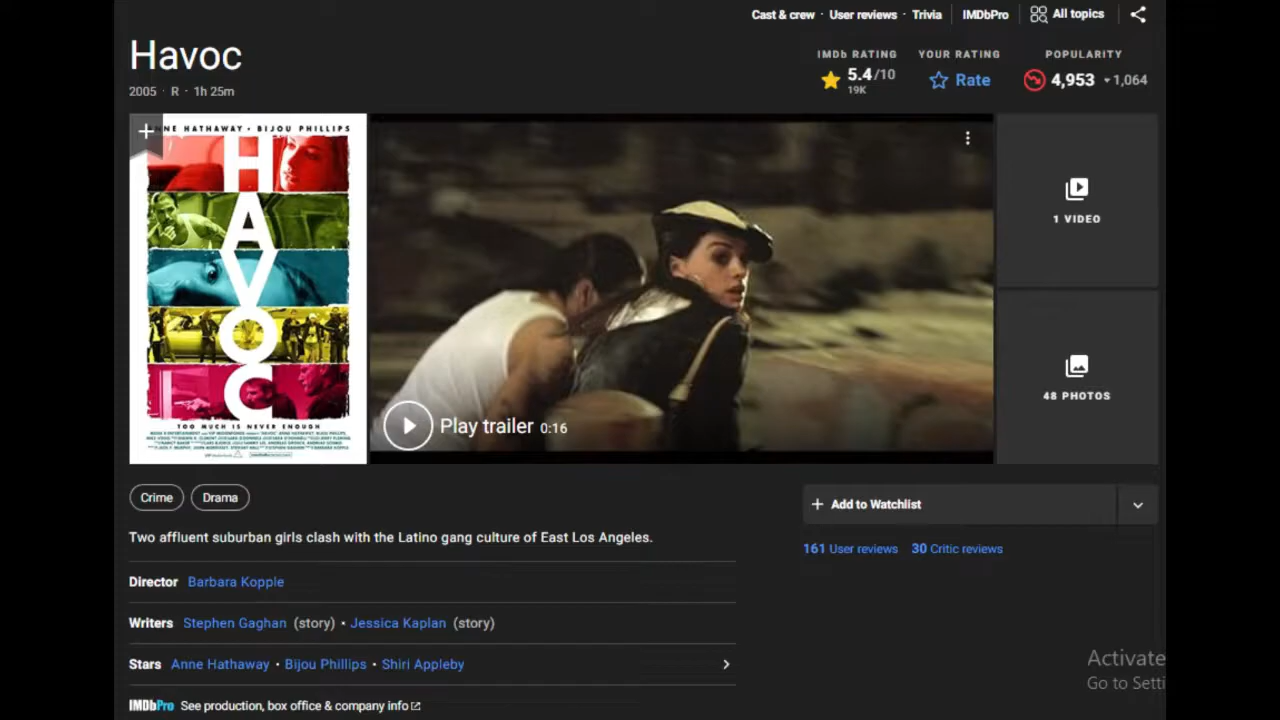 Cast & crew · User reviews · Trivia IMDbPro All topics
Havoc
2005 · R · 1h 25m
IMDb RATING
5.4/10
19K
YOUR RATING
Rate
POPULARITY
4,953 1,064
NNE HATHAWAY • BIJOU PHILLIPS
HAVOC
TOO MUCH IS NEVER ENOUGH
Play trailer 0:16
1 VIDEO
48 PHOTOS
Crime
Drama
Two affluent suburban girls clash with the Latino gang culture of East Los Angeles.
Director Barbara Kopple
Writers Stephen Gaghan (story) • Jessica Kaplan (story)
Stars Anne Hathaway • Bijou Phillips • Shiri Appleby
IMDbPro See production, box office & company info
+ Add to Watchlist
161 User reviews 30 Critic reviews
Activate
Go to Setti